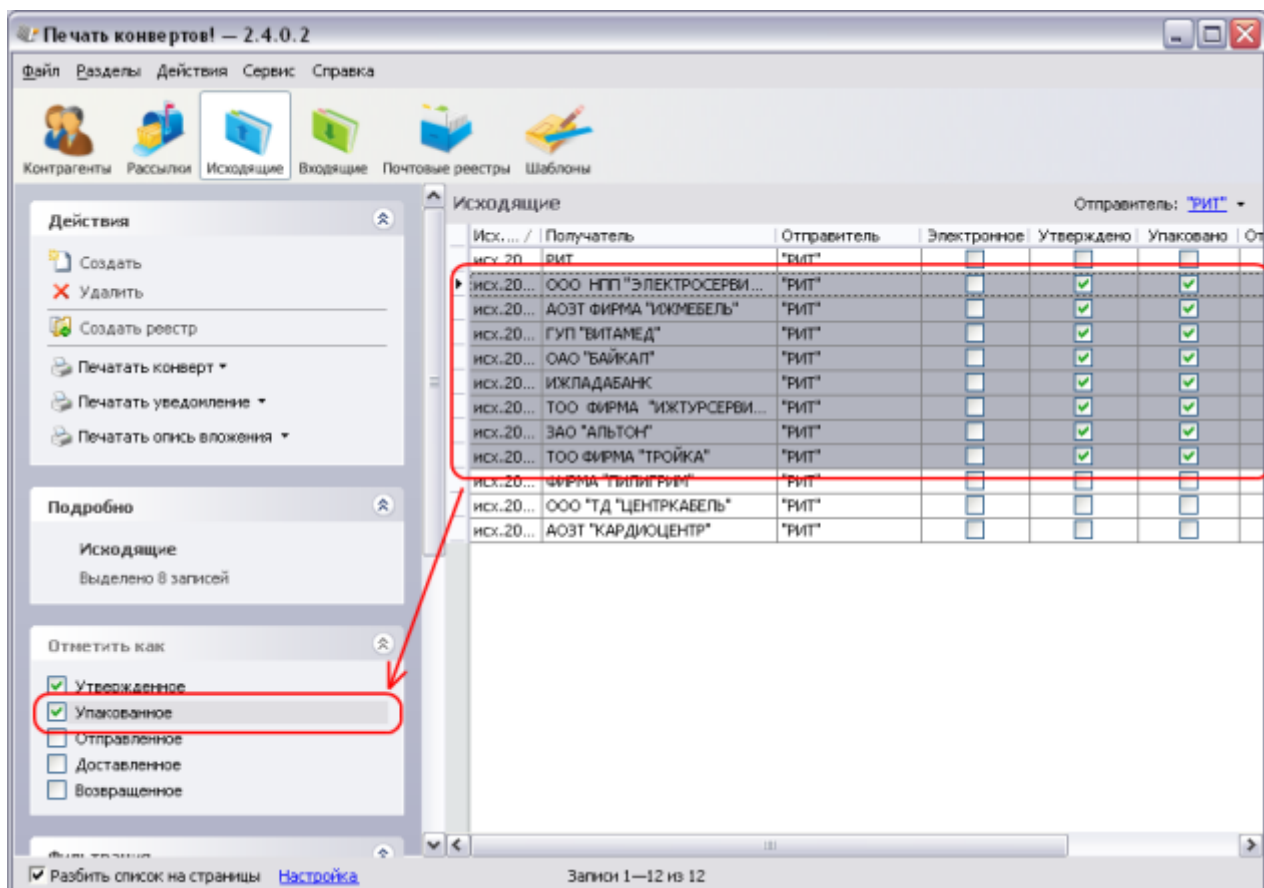 Печать конвертов! — 2.4.0.2
Файл Разделы Действия Сервис Справка
Контрагенты Рассылки Исходящие Входящие Почтовые реестры Шаблоны
Действия
Создать
Удалить
Создать реестр
Печатать конверт
Печатать уведомление
Печатать опись вложения
Подробно
Исходящие
Выделено 8 записей
Отметить как
Утвержденное
Упакованное
Отправленное
Доставленное
Возвращенное
Фильтрация
Исходящие Отправитель: "РИТ"
Исх.... / Получатель Отправитель Электронное Утверждено Упаковано От
исх.20... РИТ "РИТ"
исх.20... ООО НПП "ЭЛЕКТРОСЕРВИ... "РИТ"
исх.20... АОЗТ ФИРМА "ИЖМЕБЕЛЬ" "РИТ"
исх.20... ГУП "ВИТАМЕД" "РИТ"
исх.20... ОАО "БАЙКАЛ" "РИТ"
исх.20... ИЖЛАДАБАНК "РИТ"
исх.20... ТОО ФИРМА "ИЖТУРСЕРВИ... "РИТ"
исх.20... ЗАО "АЛЬТОН" "РИТ"
исх.20... ТОО ФИРМА "ТРОЙКА" "РИТ"
исх.20... ФИРМА "ПИЛИГРИМ" "РИТ"
исх.20... ООО "ТД "ЦЕНТРКАБЕЛЬ" "РИТ"
исх.20... АОЗТ "КАРДИОЦЕНТР" "РИТ"
Разбить список на страницы Настройка Записи 1—12 из 12